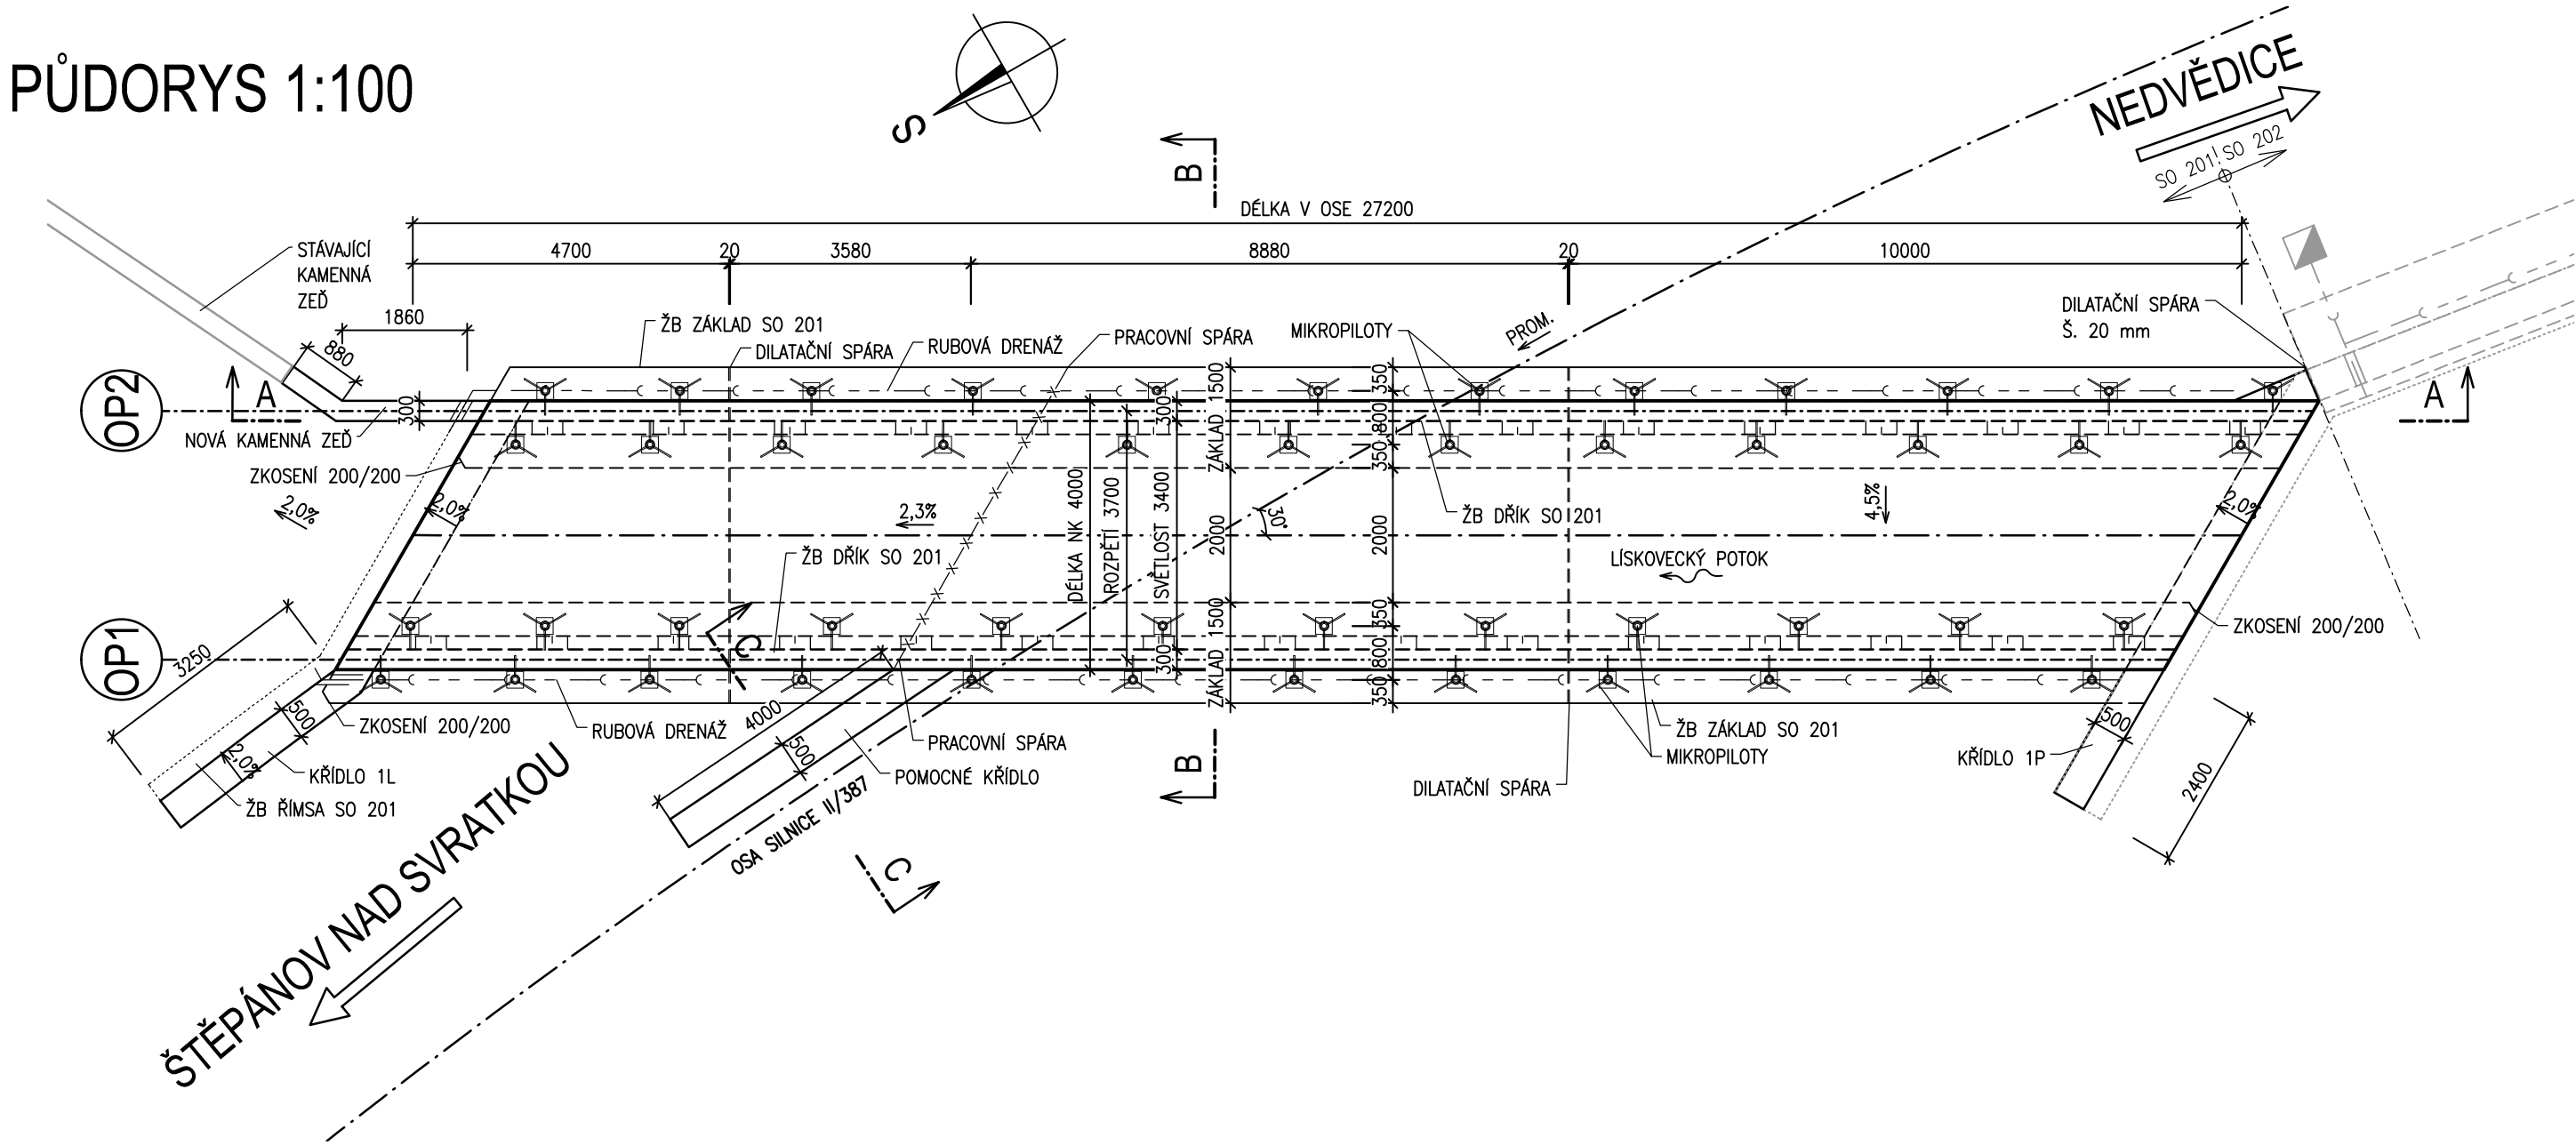 PŮDORYS 1:100
S
B
NEDVĚDICE
SO 201
SO 202
DÉLKA V OSE 27200
4700
20
3580
8880
20
10000
STÁVAJÍCÍ
KAMENNÁ
ZEĎ
1860
880
ŽB ZÁKLAD SO 201
DILATAČNÍ SPÁRA
RUBOVÁ DRENÁŽ
PRACOVNÍ SPÁRA
MIKROPILOTY
PROM.
DILATAČNÍ SPÁRA
Š. 20 mm
OP2
A
A
300
NOVÁ KAMENNÁ ZEĎ
ZKOSENÍ 200/200
2,0%
2,0%
2,3%
DÉLKA NK 4000
ROZPĚTÍ 3700
SVĚTLOST 3400
300
300
ZÁKLAD 1500
2000
ZÁKLAD 1500
350
800
350
2000
350
800
350
30°
ŽB DŘÍK SO 201
4,5%
2,0%
ŽB DŘÍK SO 201
LÍSKOVECKÝ POTOK
OP1
3250
C
ZKOSENÍ 200/200
500
ZKOSENÍ 200/200
RUBOVÁ DRENÁŽ
4000
500
PRACOVNÍ SPÁRA
POMOCNÉ KŘÍDLO
B
ŽB ZÁKLAD SO 201
MIKROPILOTY
DILATAČNÍ SPÁRA
500
KŘÍDLO 1P
2400
2,0%
KŘÍDLO 1L
ŽB ŘÍMSA SO 201
OSA SILNICE II/387
C
ŠTĚPÁNOV NAD SVRATKOU